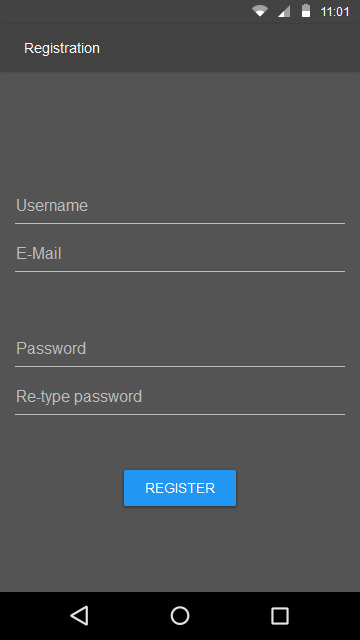 11:01
Registration
Username
E-Mail
Password
Re-type password
REGISTER